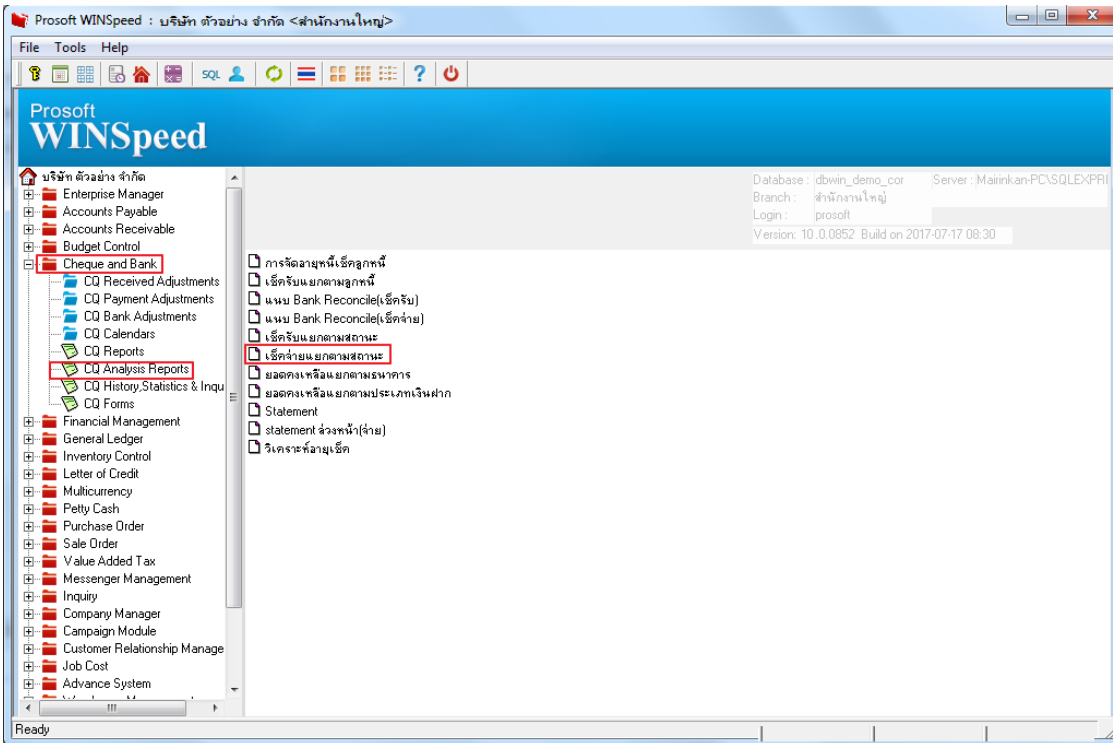 Prosoft WINSpeed : บริษัท ตัวอย่าง จำกัด <สำนักงานใหญ่>
File Tools Help
SQL
Prosoft
WINSpeed
Database : dbwin_demo_cor Server : Mairinkan-PC\SQLEXPRI
Branch : สำนักงานใหญ่
Login : prosoft
Version: 10 .0.0852 Build on 2017-07-17 08:30
บริษัท ตัวอย่าง จำกัด
Enterprise Manager
Accounts Payable
Accounts Receivable
Budget Control
Cheque and Bank
CQ Received Adjustments
CQ Payment Adjustments
CQ Bank Adjustments
CQ Calendars
CQ Reports
CQ Analysis Reports
CQ History,Statistics & Inqu
CQ Forms
Financial Management
General Ledger
Inventory Control
Letter of Credit
Multicurrency
Petty Cash
Purchase Order
Sale Order
Value Added Tax
Messenger Management
Inquiry
Company Manager
Campaign Module
Customer Relationship Manage
Job Cost
Advance System
การจัดอายุหนี้เช็คลูกหนี้
เช็ครับแยกตามลูกหนี้
แนบ Bank Reconcile(เช็ครับ)
แนบ Bank Reconcile(เช็คจ่าย)
เช็ครับแยกตามสถานะ
เช็คจ่ายแยกตามสถานะ
ยอดคงเหลือแยกตามธนาคาร
ยอดคงเหลือแยกตามประเภทเงินฝาก
Statement
statement ล่วงหน้า(จ่าย)
วิเคราะห์อายุเช็ค
Ready